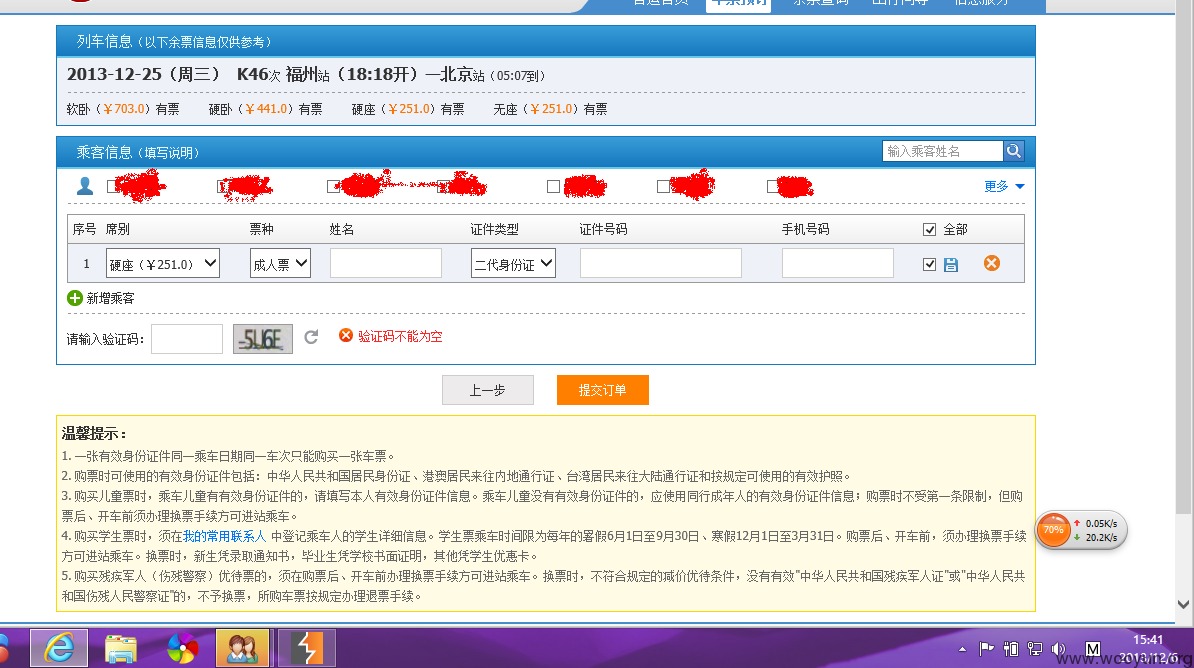 车票预订
列车信息（以下余票信息仅供参考）
2013-12-25（周三） K46次 福州站（18:18开）—北京站（05:07到）
软卧（￥703.0）有票 硬卧（￥441.0）有票 硬座（￥251.0）有票 无座（￥251.0）有票
乘客信息（填写说明） 输入乘客姓名
更多
序号 席别 票种 姓名 证件类型 证件号码 手机号码 全部
1 硬座（￥251.0） 成人票 二代身份证
新增乘客
请输入验证码： 5U6E 验证码不能为空
上一步 提交订单
温馨提示：
1. 一张有效身份证件同一乘车日期同一车次只能购买一张车票。
2. 购票时可使用的有效身份证件包括：中华人民共和国居民身份证、港澳居民来往内地通行证、台湾居民来往大陆通行证和按规定可使用的有效护照。
3. 购买儿童票时，乘车儿童有有效身份证件的，请填写本人有效身份证件信息。乘车儿童没有有效身份证件的，应使用同行成年人的有效身份证件信息；购票时不受第一条限制，但购
票后、开车前须办理换票手续方可进站乘车。
4. 购买学生票时，须在我的常用联系人 中登记乘车人的学生详细信息。学生票乘车时间限为每年的暑假6月1日至9月30日、寒假12月1日至3月31日。购票后、开车前，须办理换票手续
方可进站乘车。换票时，新生凭录取通知书，毕业生凭学校书面证明，其他凭学生优惠卡。
5. 购买残疾军人（伤残警察）优待票的，须在购票后、开车前办理换票手续方可进站乘车。换票时，不符合规定的减价优待条件，没有有效"中华人民共和国残疾军人证"或"中华人民共
和国伤残人民警察证"的，不予换票，所购车票按规定办理退票手续。
70% 0.05K/s
20.2K/s
M 15:41
2013/12/6